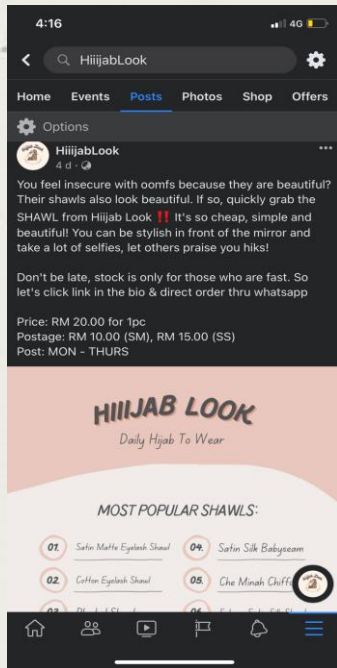 4:16
4G
HiiijabLook
Home Events Posts Photos Shop Offers
Options
HiiijabLook
4 d
You feel insecure with oomfs because they are beautiful?
Their shawls also look beautiful. If so, quickly grab the
SHAWL from Hiijab Look ‼️ It's so cheap, simple and
beautiful! You can be stylish in front of the mirror and
take a lot of selfies, let others praise you hiks!
Don't be late, stock is only for those who are fast. So
let's click link in the bio & direct order thru whatsapp
Price: RM 20.00 for 1pc
Postage: RM 10.00 (SM), RM 15.00 (SS)
Post: MON - THURS
HIIIJAB LOOK
Daily Hijab To Wear
MOST POPULAR SHAWLS:
01. Satin Matte Eyelash Shawl
04. Satin Silk Babyseam
02. Cotton Eyelash Shawl
05. Che Minah Chiff